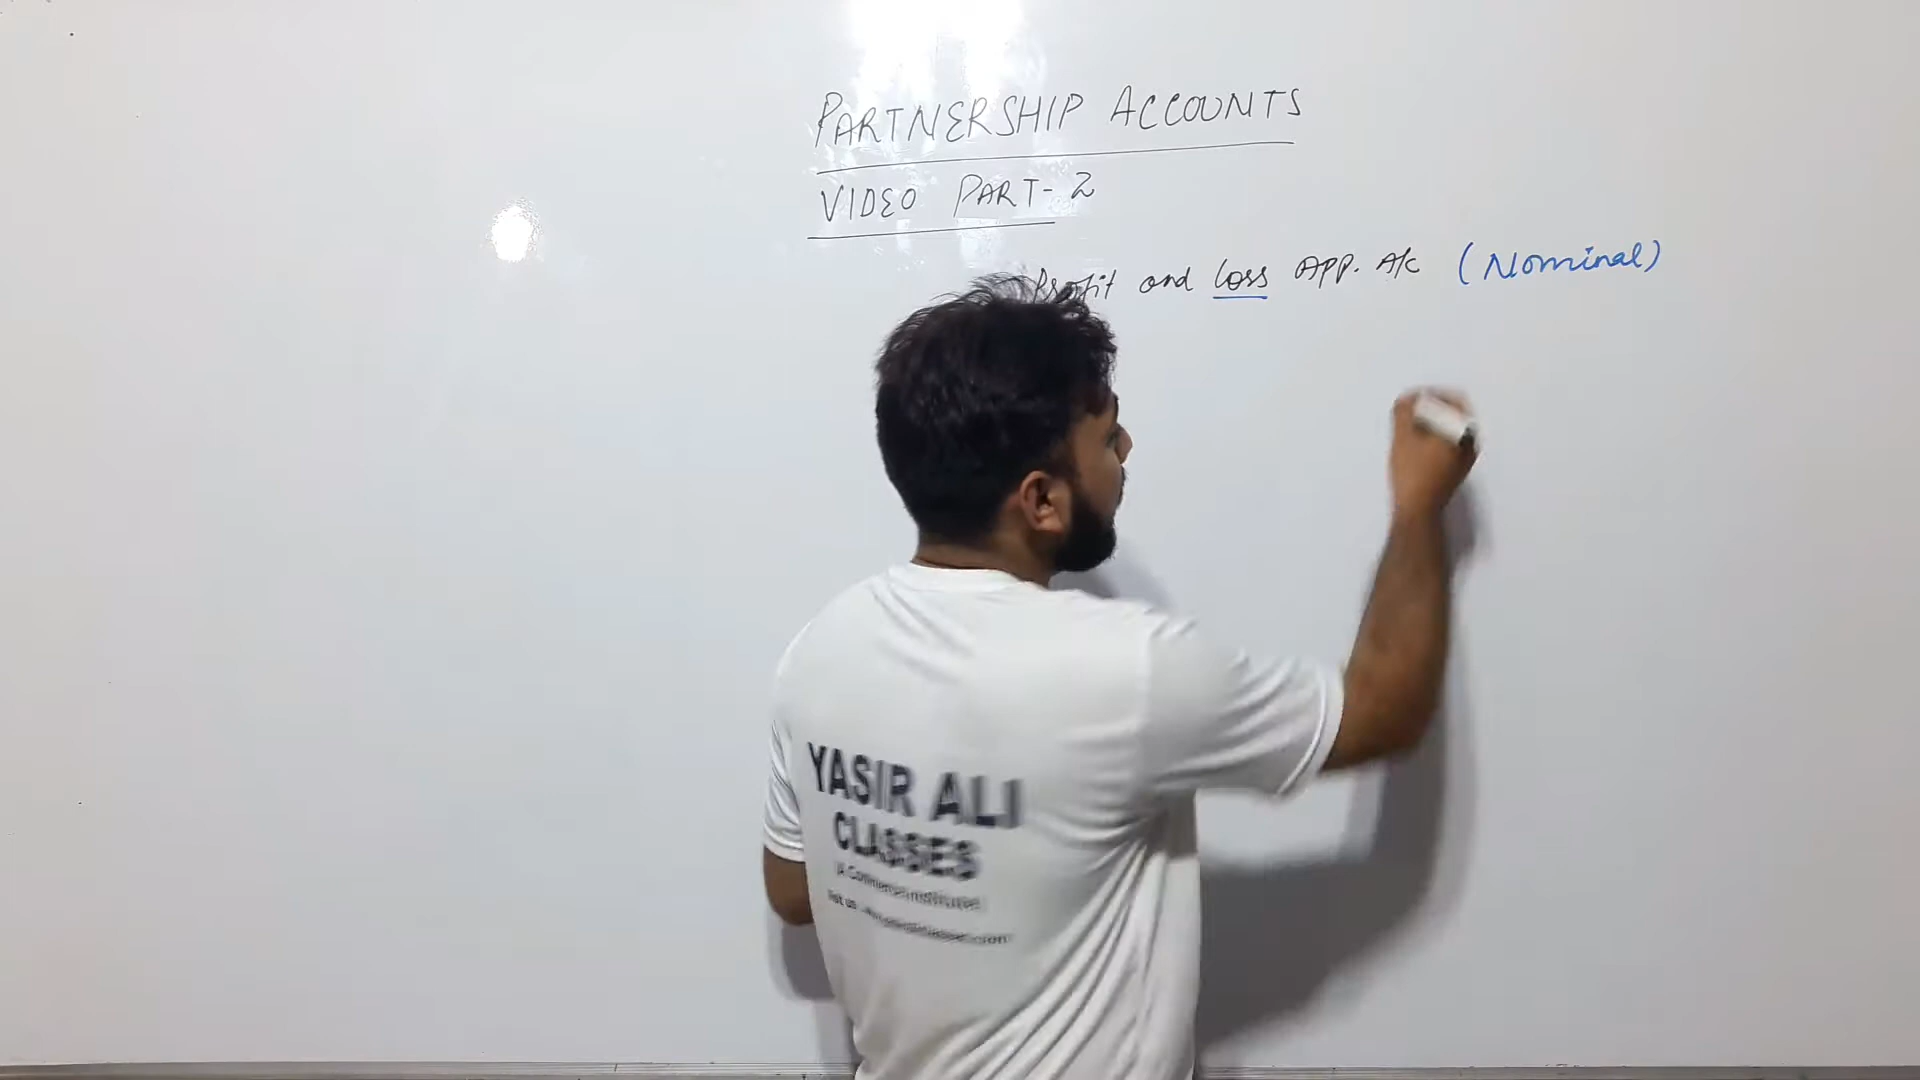 PARTNERSHIP ACCOUNTS
VIDEO PART-2
Profit and Loss App. A/c (Nominal)
YASIR ALI
CLASSES